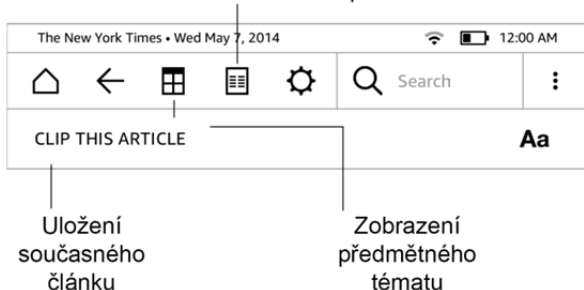 The New York Times • Wed May 7, 2014 12:00 AM
Search
CLIP THIS ARTICLE Aa
Uložení
současného
článku
Zobrazení
předmětného
tématu